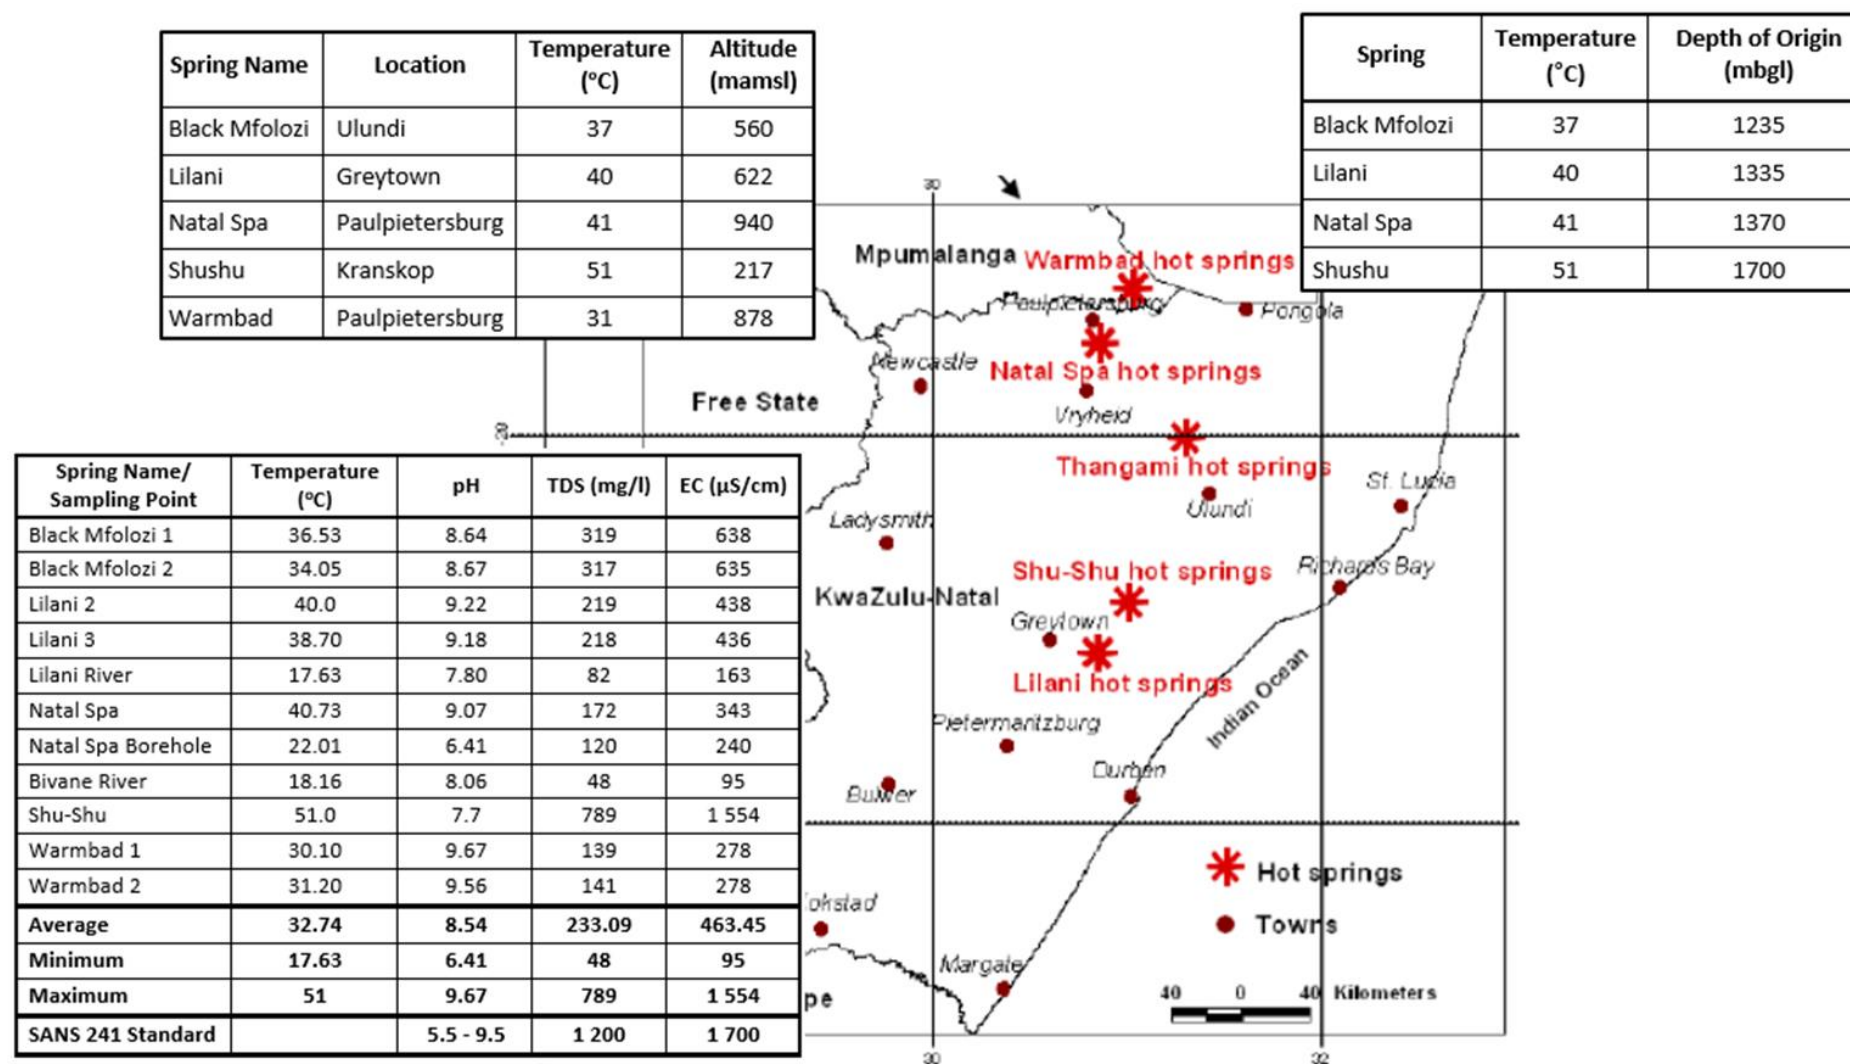 Spring Name Location Temperature (°C) Altitude (mamsl)
Black Mfolozi Ulundi 37 560
Lilani Greytown 40 622
Natal Spa Paulpietersburg 41 940
Shushu Kranskop 51 217
Warmbad Paulpietersburg 31 878
Spring Temperature (°C) Depth of Origin (mbgl)
Black Mfolozi 37 1235
Lilani 40 1335
Natal Spa 41 1370
Shushu 51 1700
30
Mpumalanga
Warmbad hot springs
Paulpietersburg
Pongola
Newcastle
Natal Spa hot springs
Free State
Vryheid
-28
Thangami hot springs
St. Lucia
Ulundi
Ladysmith
Richards Bay
Shu-Shu hot springs
KwaZulu-Natal
Greytown
Lilani hot springs
Indian Ocean
Pietermaritzburg
Durban
Bulwer
Hot springs
okstad
Towns
Margate
pe
40 0 40 Kilometers
30 32
Spring Name/ Sampling Point Temperature (°C) pH TDS (mg/l) EC (µS/cm)
Black Mfolozi 1 36.53 8.64 319 638
Black Mfolozi 2 34.05 8.67 317 635
Lilani 2 40.0 9.22 219 438
Lilani 3 38.70 9.18 218 436
Lilani River 17.63 7.80 82 163
Natal Spa 40.73 9.07 172 343
Natal Spa Borehole 22.01 6.41 120 240
Bivane River 18.16 8.06 48 95
Shu-Shu 51.0 7.7 789 1 554
Warmbad 1 30.10 9.67 139 278
Warmbad 2 31.20 9.56 141 278
Average 32.74 8.54 233.09 463.45
Minimum 17.63 6.41 48 95
Maximum 51 9.67 789 1 554
SANS 241 Standard 5.5 - 9.5 1 200 1 700